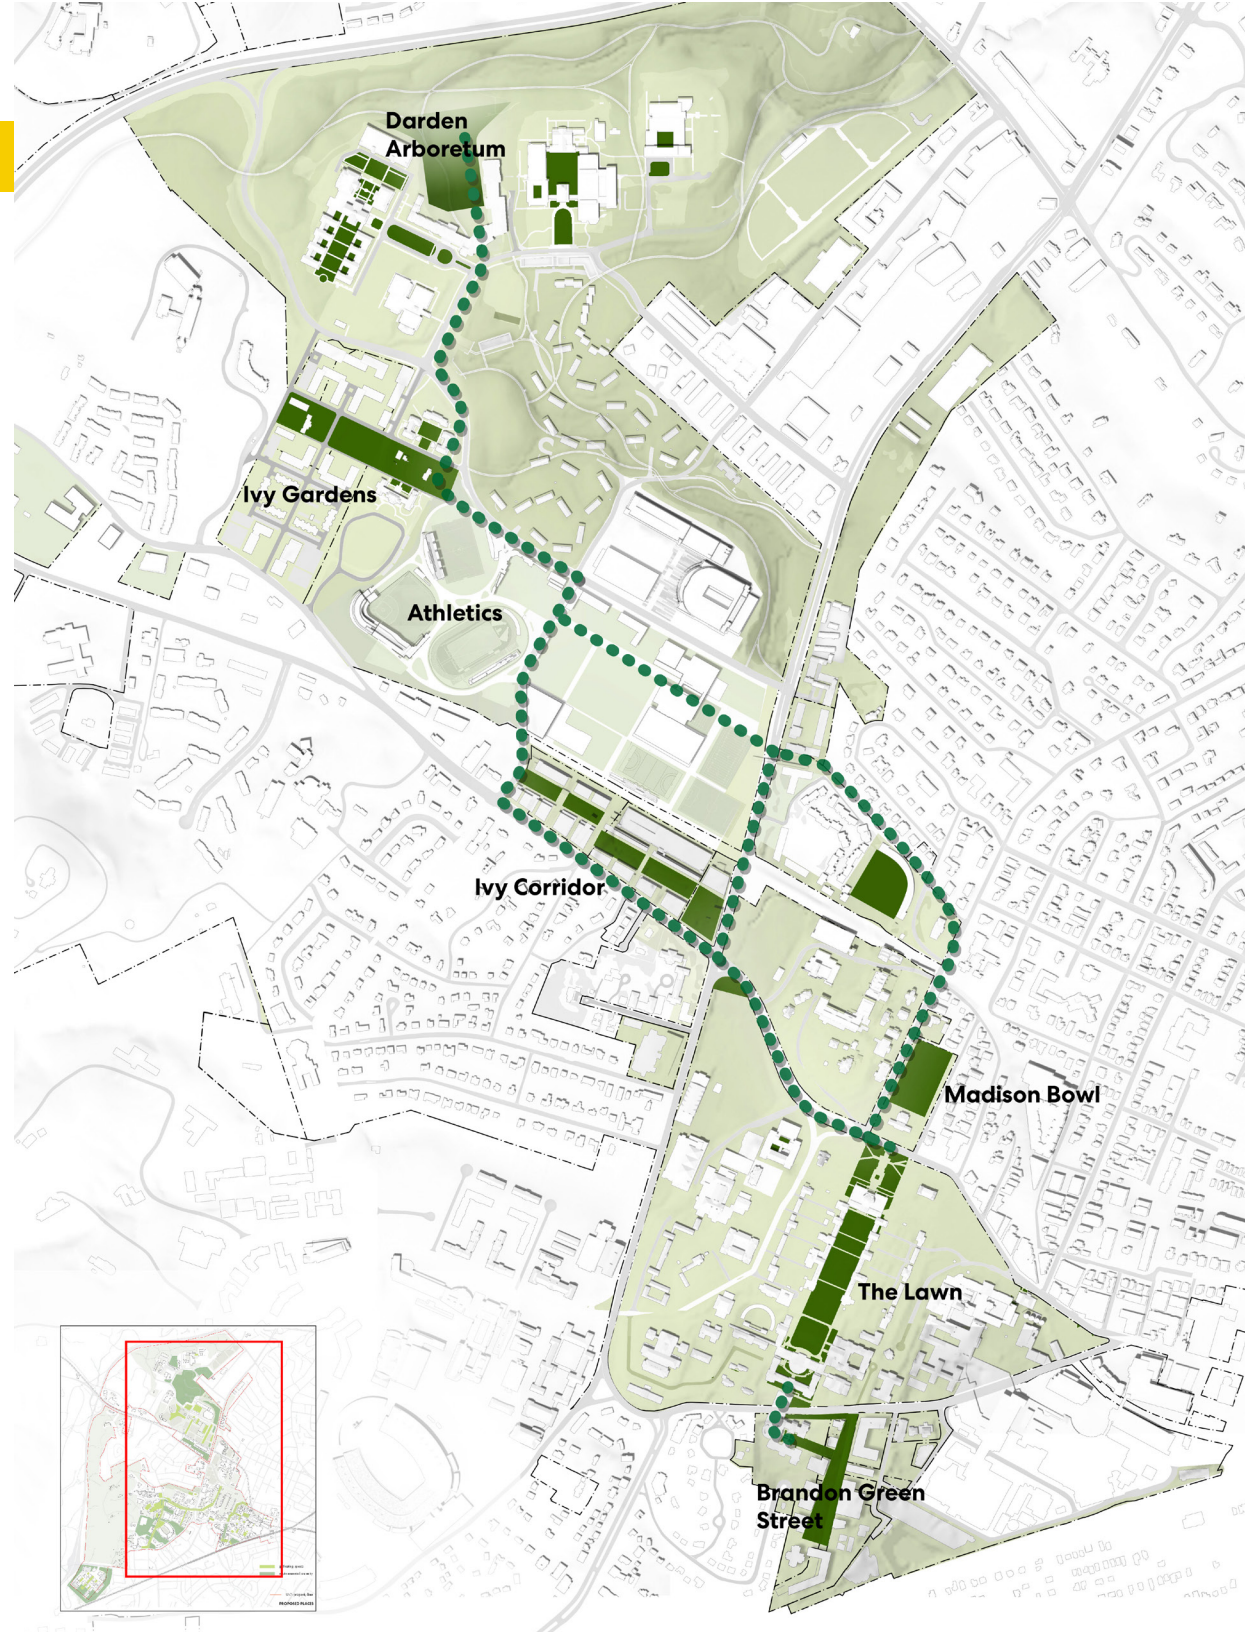 Darden
Arboretum
Ivy Gardens
Athletics
Ivy Corridor
Madison Bowl
The Lawn
Brandon Green
Street
PROPOSED PLACES